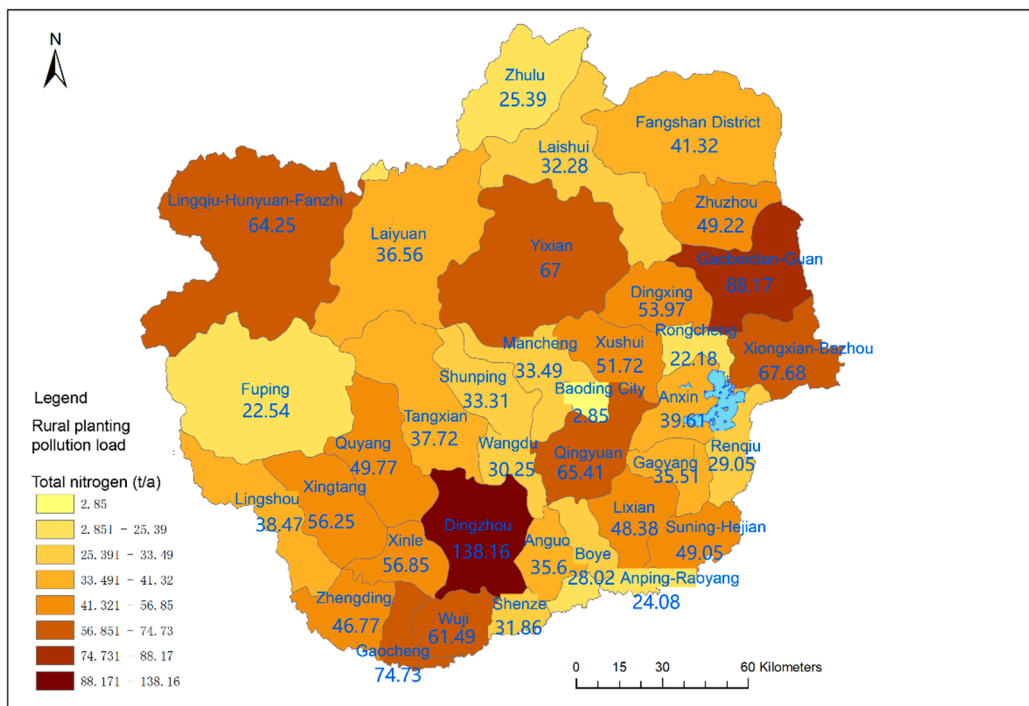 N
Zhulu
25.39
Fangshan District
41.32
Laishui
32.28
Lingqiu-Hunyuan-Fanzhi
64.25
Zhuzhou
49.22
Laiyuan
36.56
Yixian
67
Gaobeidian-Guan
88.17
Dingxing
53.97
Rongcheng
22.18
Xushui
51.72
Mancheng
33.49
Xiongxian-Bazhou
67.68
Shunping
33.31
Baoding City
2.85
Anxin
39.61
Fuping
22.54
Tangxian
37.72
Wangdu
30.25
Quyang
49.77
Qingyuan
65.41
Gaoyang
35.51
Renqiu
29.05
Lingshou
38.47
Xingtang
56.25
Lixian
48.38
Suning-Hejian
49.05
Xinle
56.85
Dingzhou
138.16
Anguo
35.6
Boye
28.02
Anping-Raoyang
24.08
Zhengding
46.77
Wuji
61.49
Shenze
31.86
Gaocheng
74.73
Legend
Rural planting
pollution load
Total nitrogen (t/a)
2.85
2.851 - 25.39
25.391 - 33.49
33.491 - 41.32
41.321 - 56.85
56.851 - 74.73
74.731 - 88.17
88.171 - 138.16
0 15 30 60 Kilometers